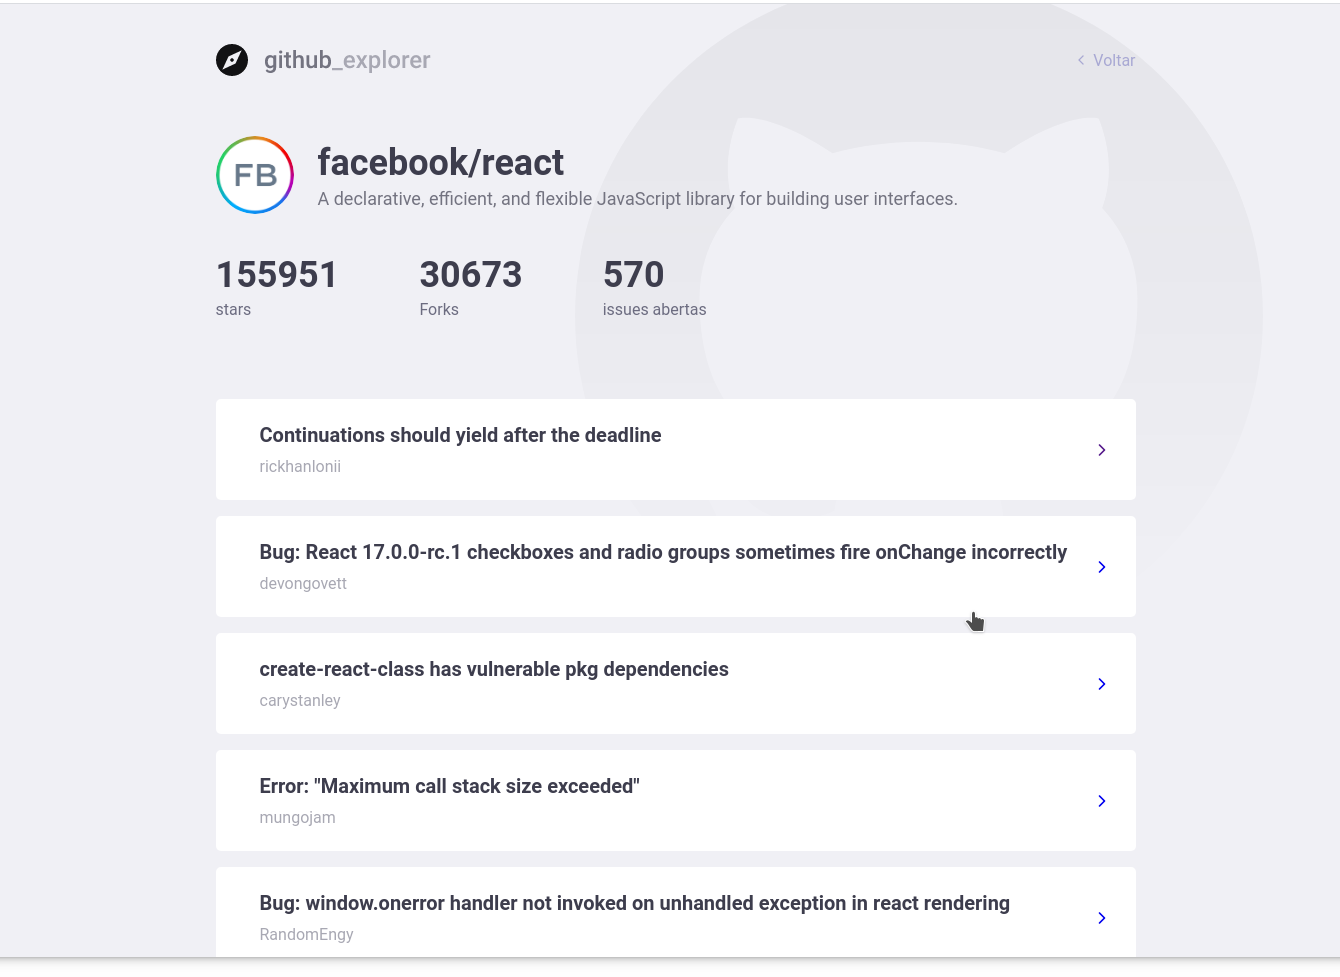 github_explorer
Voltar
FB
facebook/react
A declarative, efficient, and flexible JavaScript library for building user interfaces.
155951 30673 570
stars Forks issues abertas
Continuations should yield after the deadline
rickhanlonii
Bug: React 17.0.0-rc.1 checkboxes and radio groups sometimes fire onChange incorrectly
devongovett
create-react-class has vulnerable pkg dependencies
carystanley
Error: "Maximum call stack size exceeded"
mungojam
Bug: window.onerror handler not invoked on unhandled exception in react rendering
RandomEngy